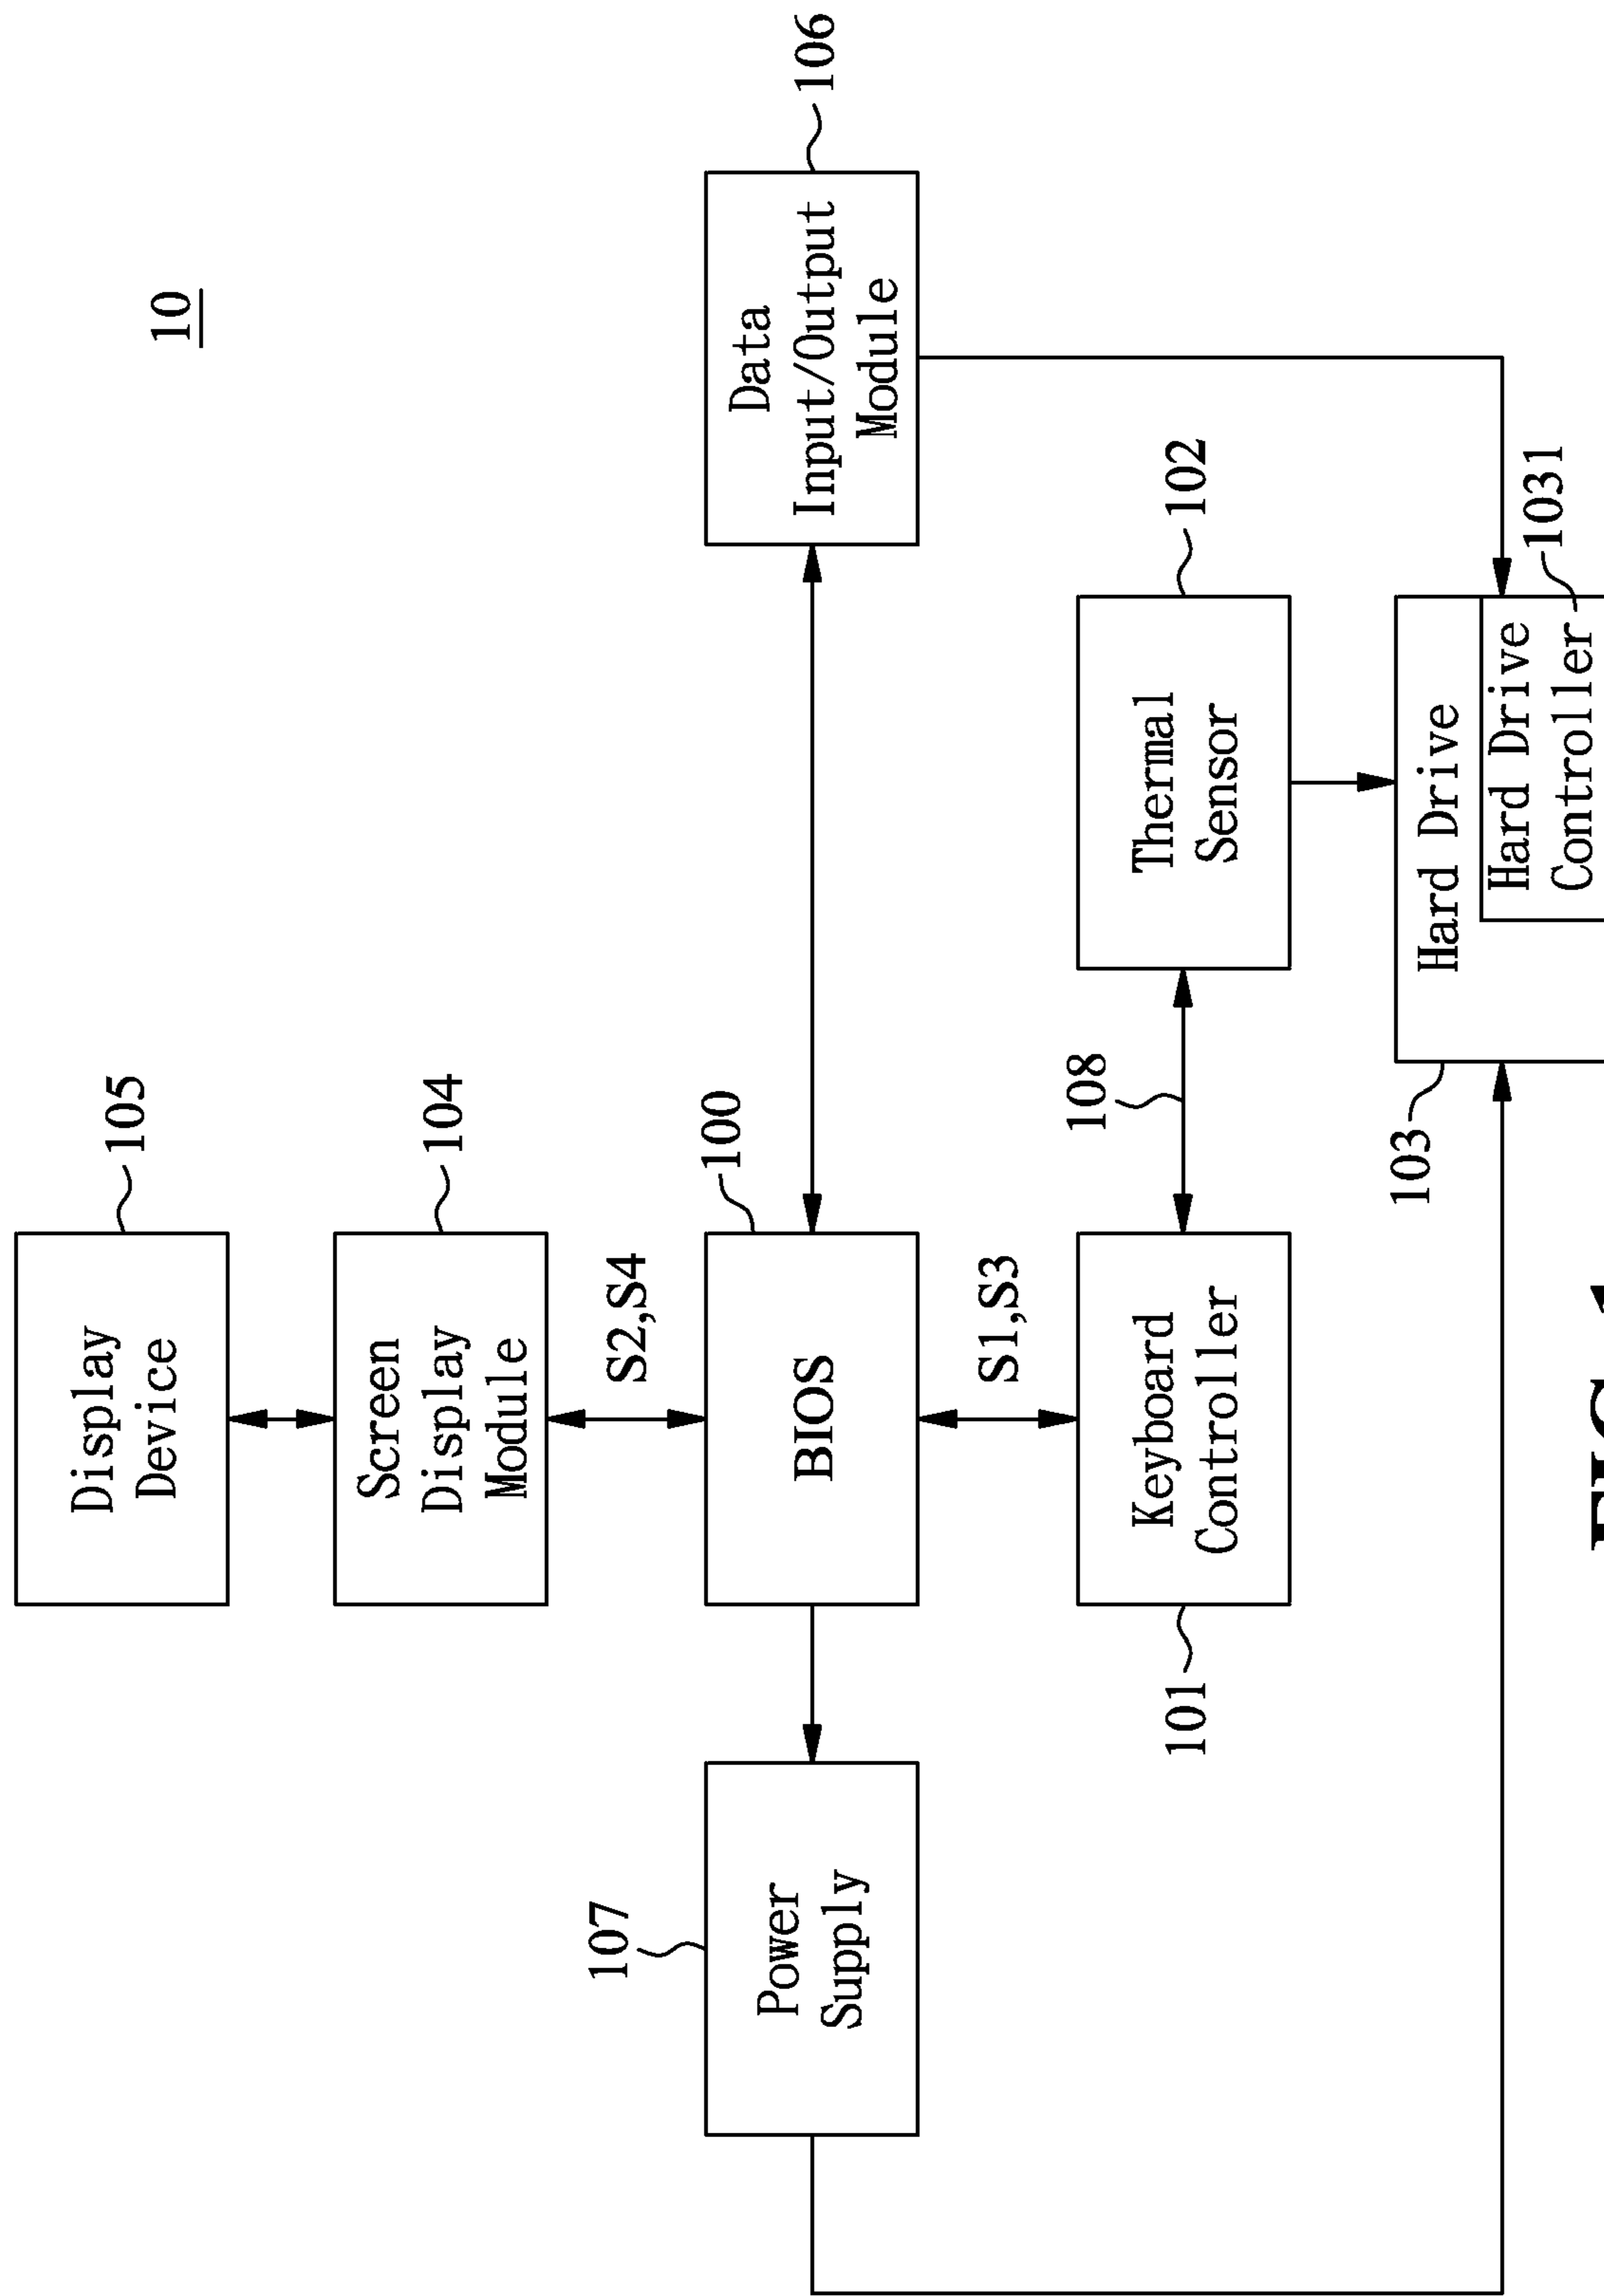 105
Display
Device
10
104
Screen
Display
Module
S2,S4
107
100
106
Power
Supply
BIOS
Data
Input/Output
Module
S1,S3
108
101
Keyboard
Controller
Thermal
Sensor
102
103
Hard Drive
Hard Drive
Controller
1031